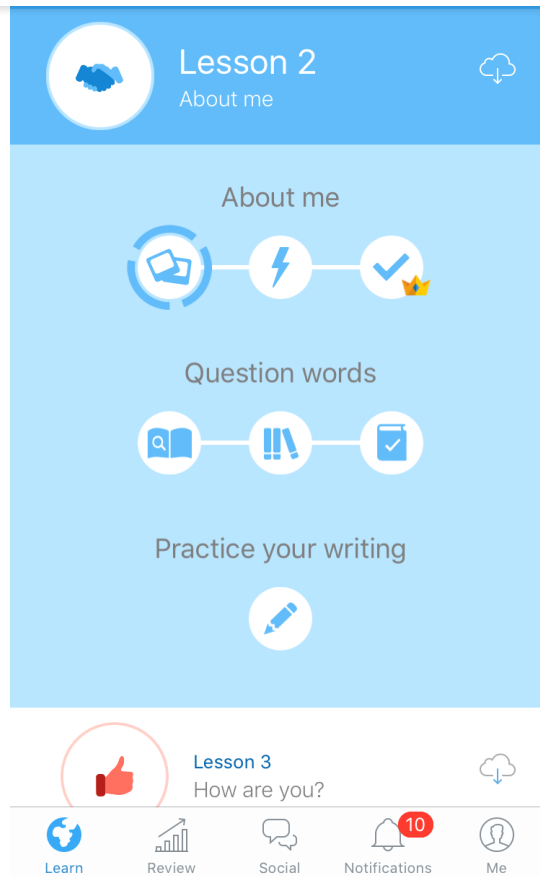 Lesson 2
About me
About me
Question words
Practice your writing
Lesson 3
How are you?
10
Learn Review Social Notifications Me